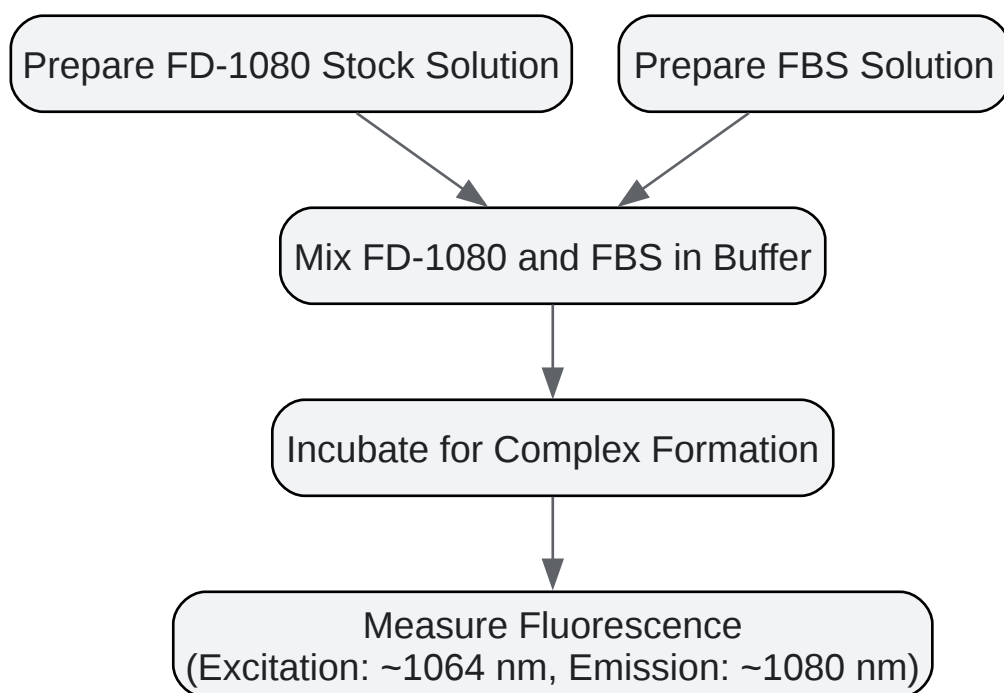 Prepare FD-1080 Stock Solution
Prepare FBS Solution
Mix FD-1080 and FBS in Buffer
Incubate for Complex Formation
Measure Fluorescence
(Excitation: ~1064 nm, Emission: ~1080 nm)